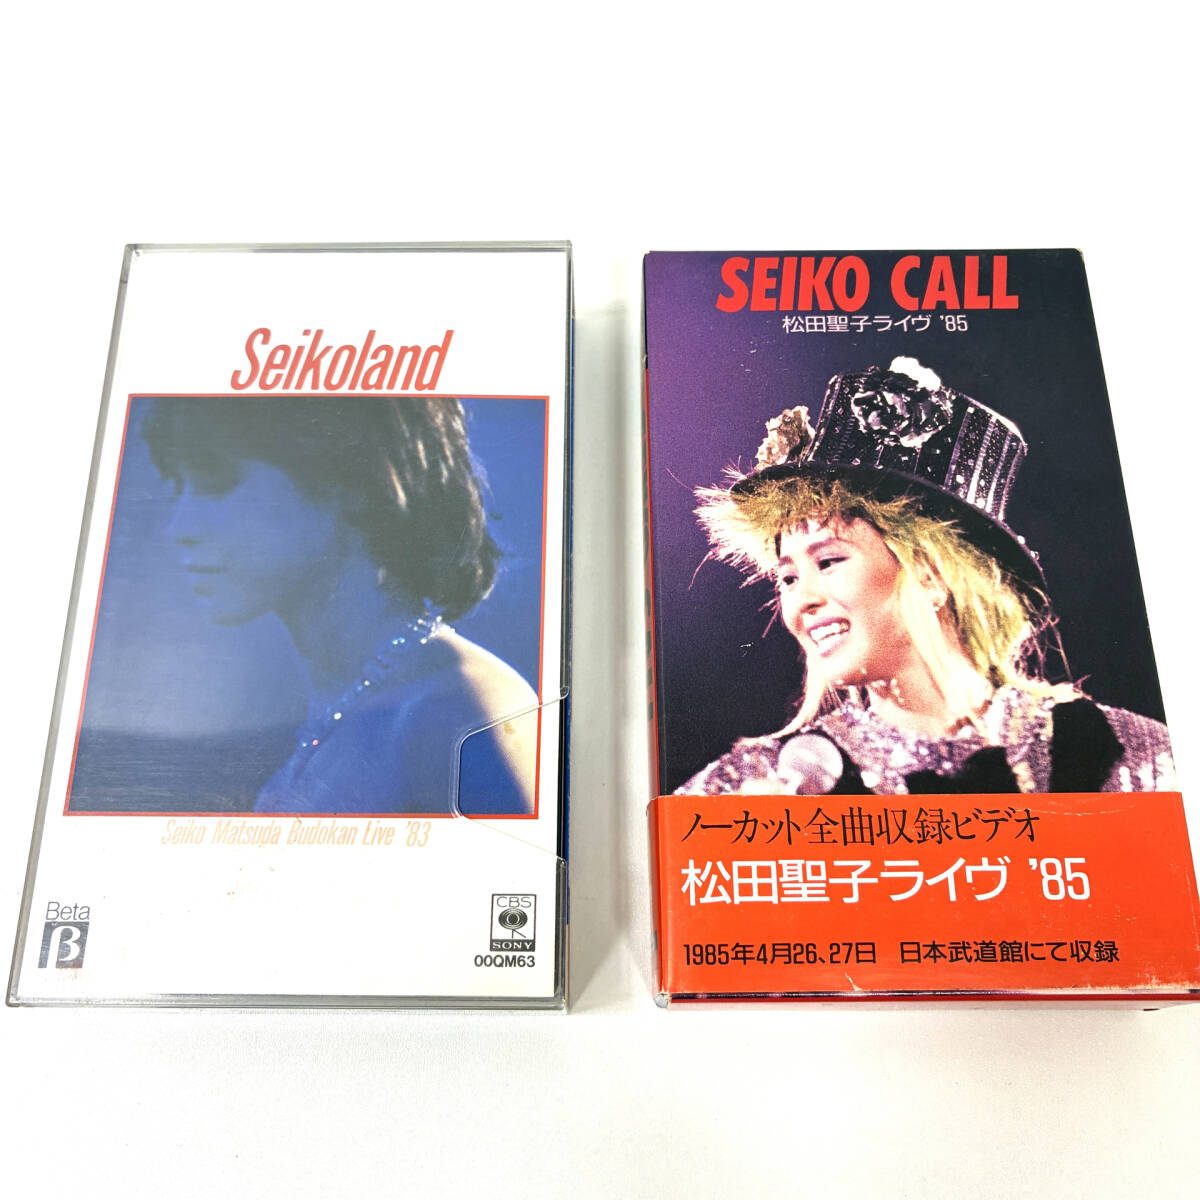 Seikoland
Seiko Matsuda Budokan Live '83
Beta
β
CBS
SONY
00QM63
SEIKO CALL
松田聖子ライヴ '85
ノーカット全曲収録ビデオ
松田聖子ライヴ '85
1985年4月26、27日 日本武道館にて収録